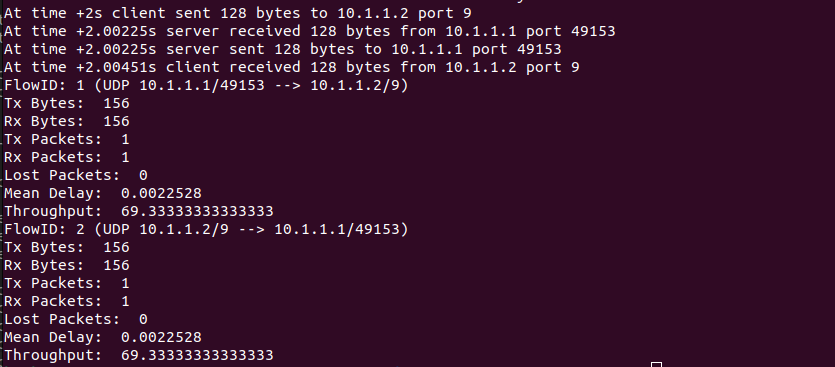 At time +2s client sent 128 bytes to 10.1.1.2 port 9
At time +2.00225s server received 128 bytes from 10.1.1.1 port 49153
At time +2.00225s server sent 128 bytes to 10.1.1.1 port 49153
At time +2.00451s client received 128 bytes from 10.1.1.2 port 9
FlowID: 1 (UDP 10.1.1.1/49153 --> 10.1.1.2/9)
Tx Bytes:  156
Rx Bytes:  156
Tx Packets:  1
Rx Packets:  1
Lost Packets:  0
Mean Delay:  0.0022528
Throughput:  69.33333333333333
FlowID: 2 (UDP 10.1.1.2/9 --> 10.1.1.1/49153)
Tx Bytes:  156
Rx Bytes:  156
Tx Packets:  1
Rx Packets:  1
Lost Packets:  0
Mean Delay:  0.0022528
Throughput:  69.33333333333333